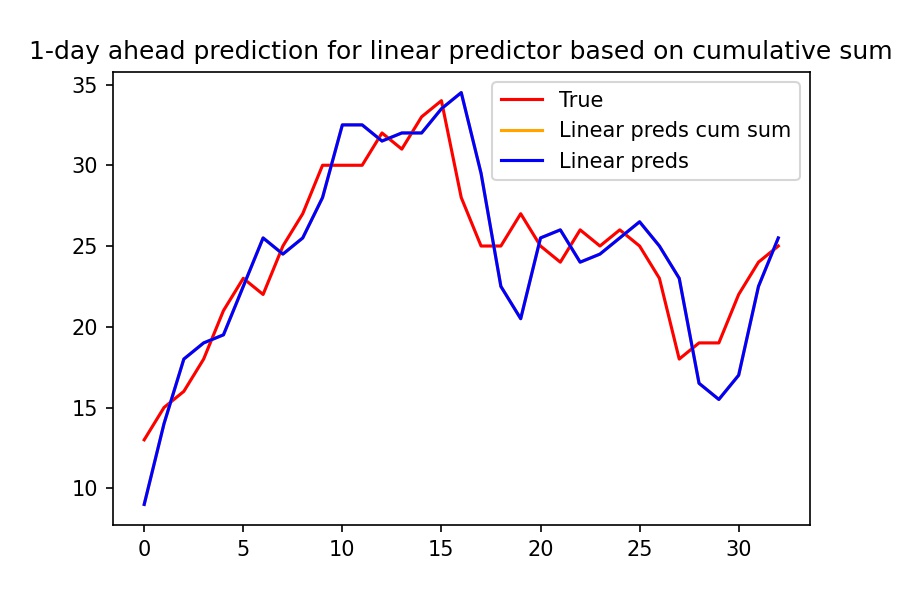 1-day ahead prediction for linear predictor based on cumulative sum
35
30
25
20
15
10
True
Linear preds cum sum
Linear preds
0 5 10 15 20 25 30